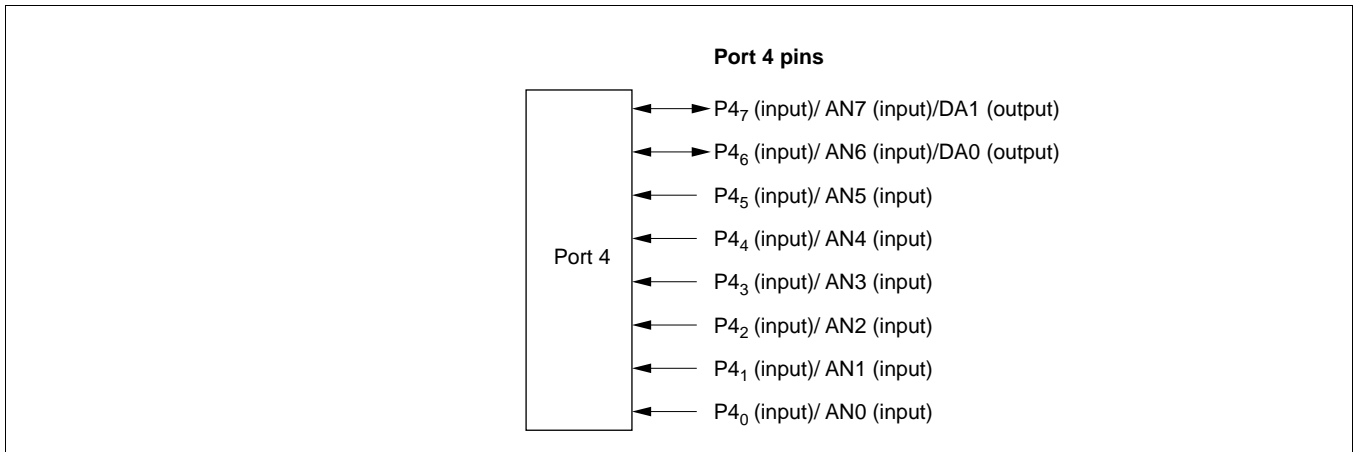 Port 4 pins
P4₇ (input)/ AN7 (input)/DA1 (output)
P4₆ (input)/ AN6 (input)/DA0 (output)
P4₅ (input)/ AN5 (input)
P4₄ (input)/ AN4 (input)
Port 4
P4₃ (input)/ AN3 (input)
P4₂ (input)/ AN2 (input)
P4₁ (input)/ AN1 (input)
P4₀ (input)/ AN0 (input)